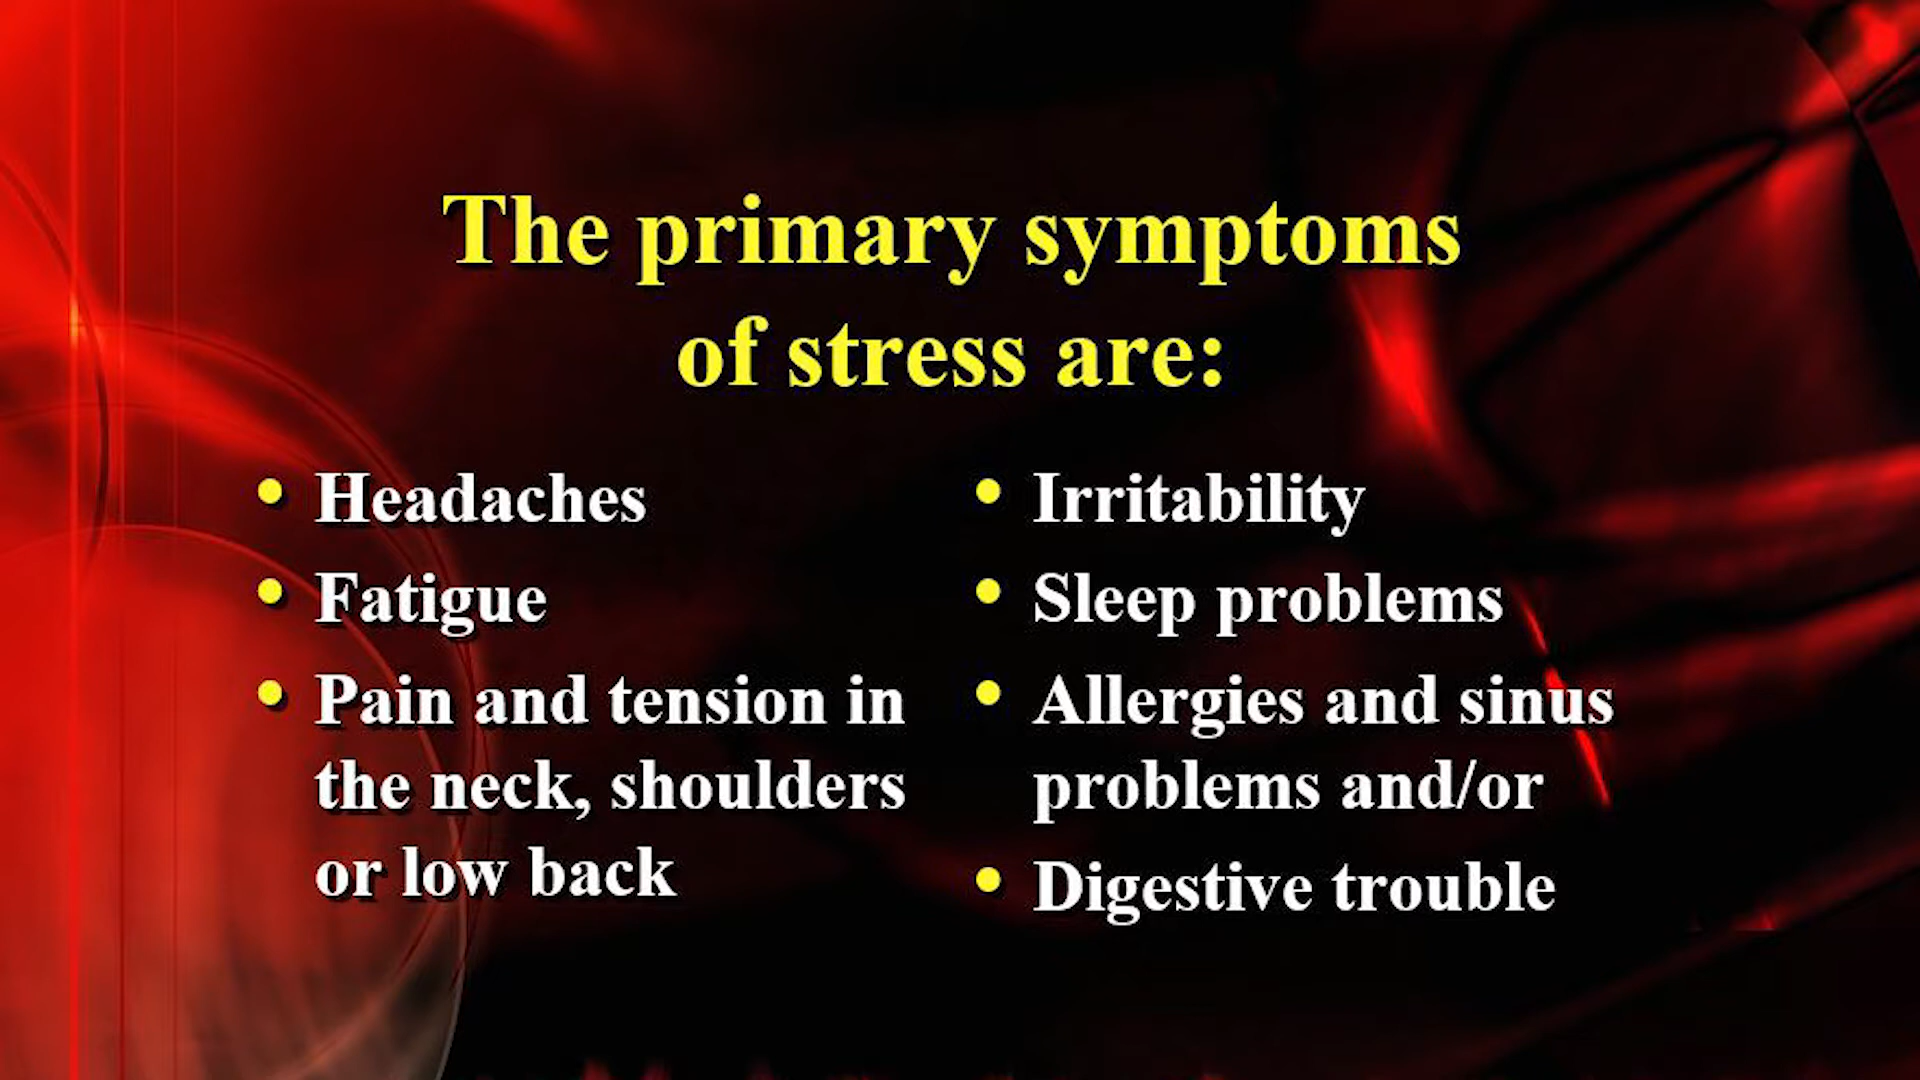 The primary symptoms
of stress are:
• Headaches
• Fatigue
• Pain and tension in
the neck, shoulders
or low back
• Irritability
• Sleep problems
• Allergies and sinus
problems and/or
• Digestive trouble